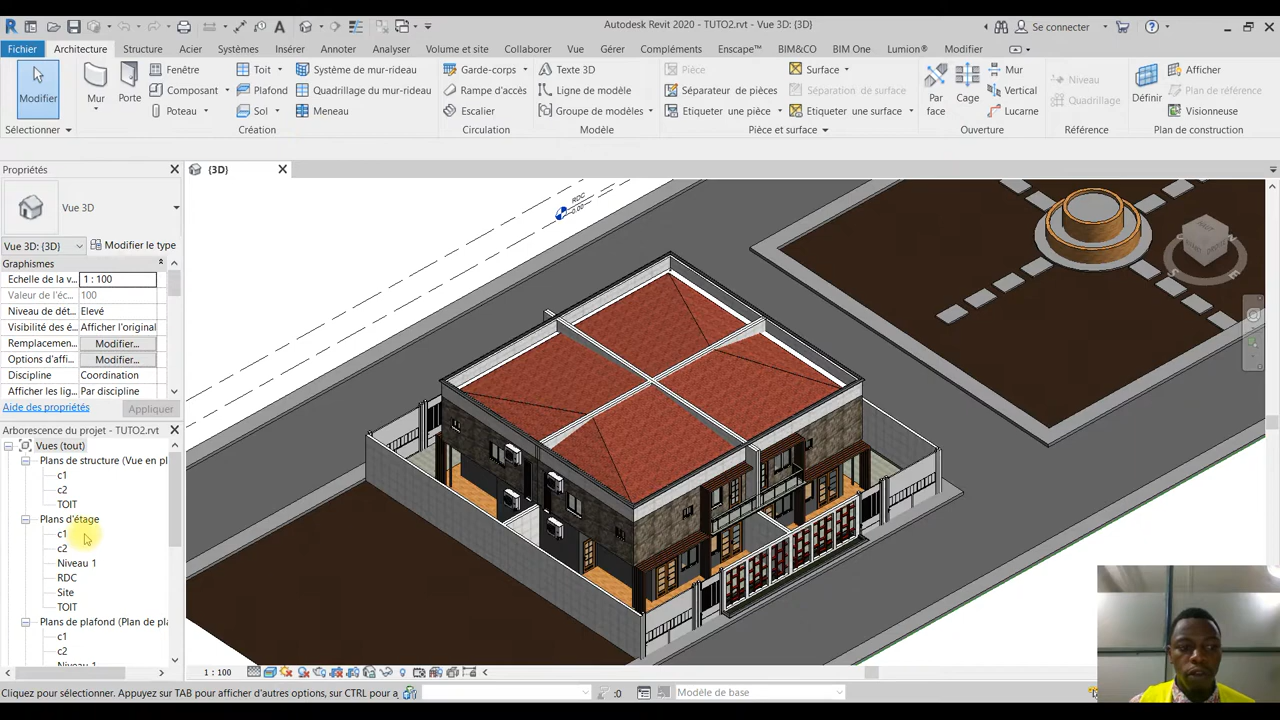 Autodesk Revit 2020 - TUTO2.rvt - Vue 3D: {3D}
Se connecter
Fichier Architecture Structure Acier Systèmes Insérer Annoter Analyser Volume et site Collaborer Vue Gérer Compléments Enscape™ BIM&CO BIM One Lumion® Modifier
Fenêtre Toit Système de mur-rideau Garde-corps Texte 3D Pièce Surface Mur Niveau Afficher
Modifier Mur Porte Composant Plafond Quadrillage de mur-rideau Rampe d'accès Ligne de modèle Séparateur de pièces Séparation de surface Par face Cage Vertical Quadrillage Définir Plan de référence
Poteau Sol Meneau Escalier Groupe de modèles Etiqueter une pièce Etiqueter une surface Lucarne Visionneuse
Sélectionner Création Circulation Modèle Pièce et surface Ouverture Référence Plan de construction
Propriétés
{3D}
Vue 3D
Vue 3D: {3D} Modifier le type
Graphismes
Echelle de la v... 1 : 100
Valeur de l'éc... 100
Niveau de dét... Elevé
Visibilité des é... Afficher l'original
Remplacemen... Modifier...
Options d'affi... Modifier...
Discipline Coordination
Afficher les lig... Par discipline
Aide des propriétés Appliquer
Arborescence du projet - TUTO2.rvt
Vues (tout)
Plans de structure (Vue en pl
c1
c2
TOIT
Plans d'étage
c1
c2
Niveau 1
RDC
Site
TOIT
Plans de plafond (Plan de pla
c1
c2
Niveau 1
RDC
1 : 100
Cliquez pour sélectionner. Appuyez sur TAB pour afficher d'autres options, sur CTRL pour a
:0
Modèle de base